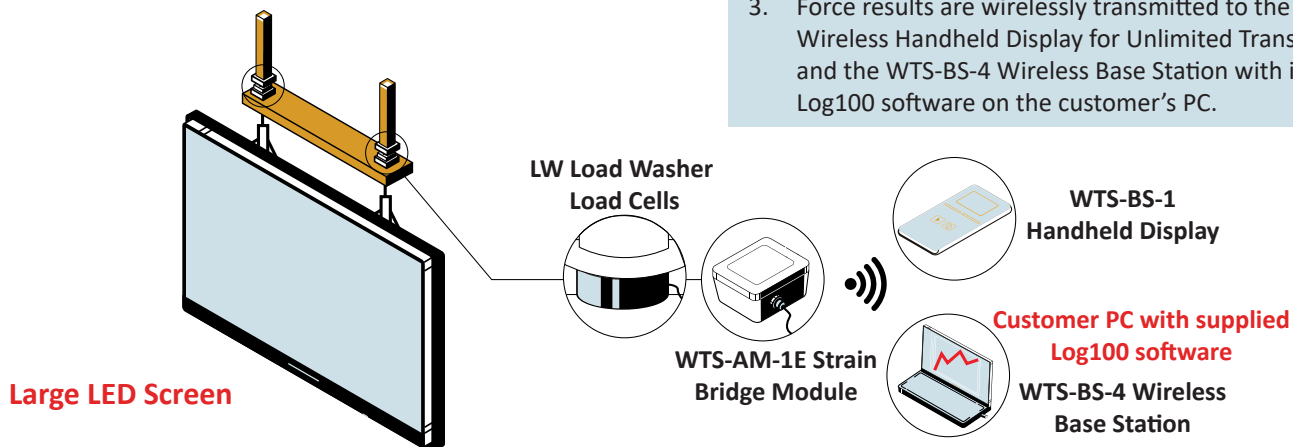 3. Force results are wirelessly transmitted to the
Wireless Handheld Display for Unlimited Trans
and the WTS-BS-4 Wireless Base Station with i
Log100 software on the customer's PC.
LW Load Washer
Load Cells
WTS-BS-1
Handheld Display
Customer PC with supplied
Log100 software
WTS-AM-1E Strain
Bridge Module
WTS-BS-4 Wireless
Base Station
Large LED Screen